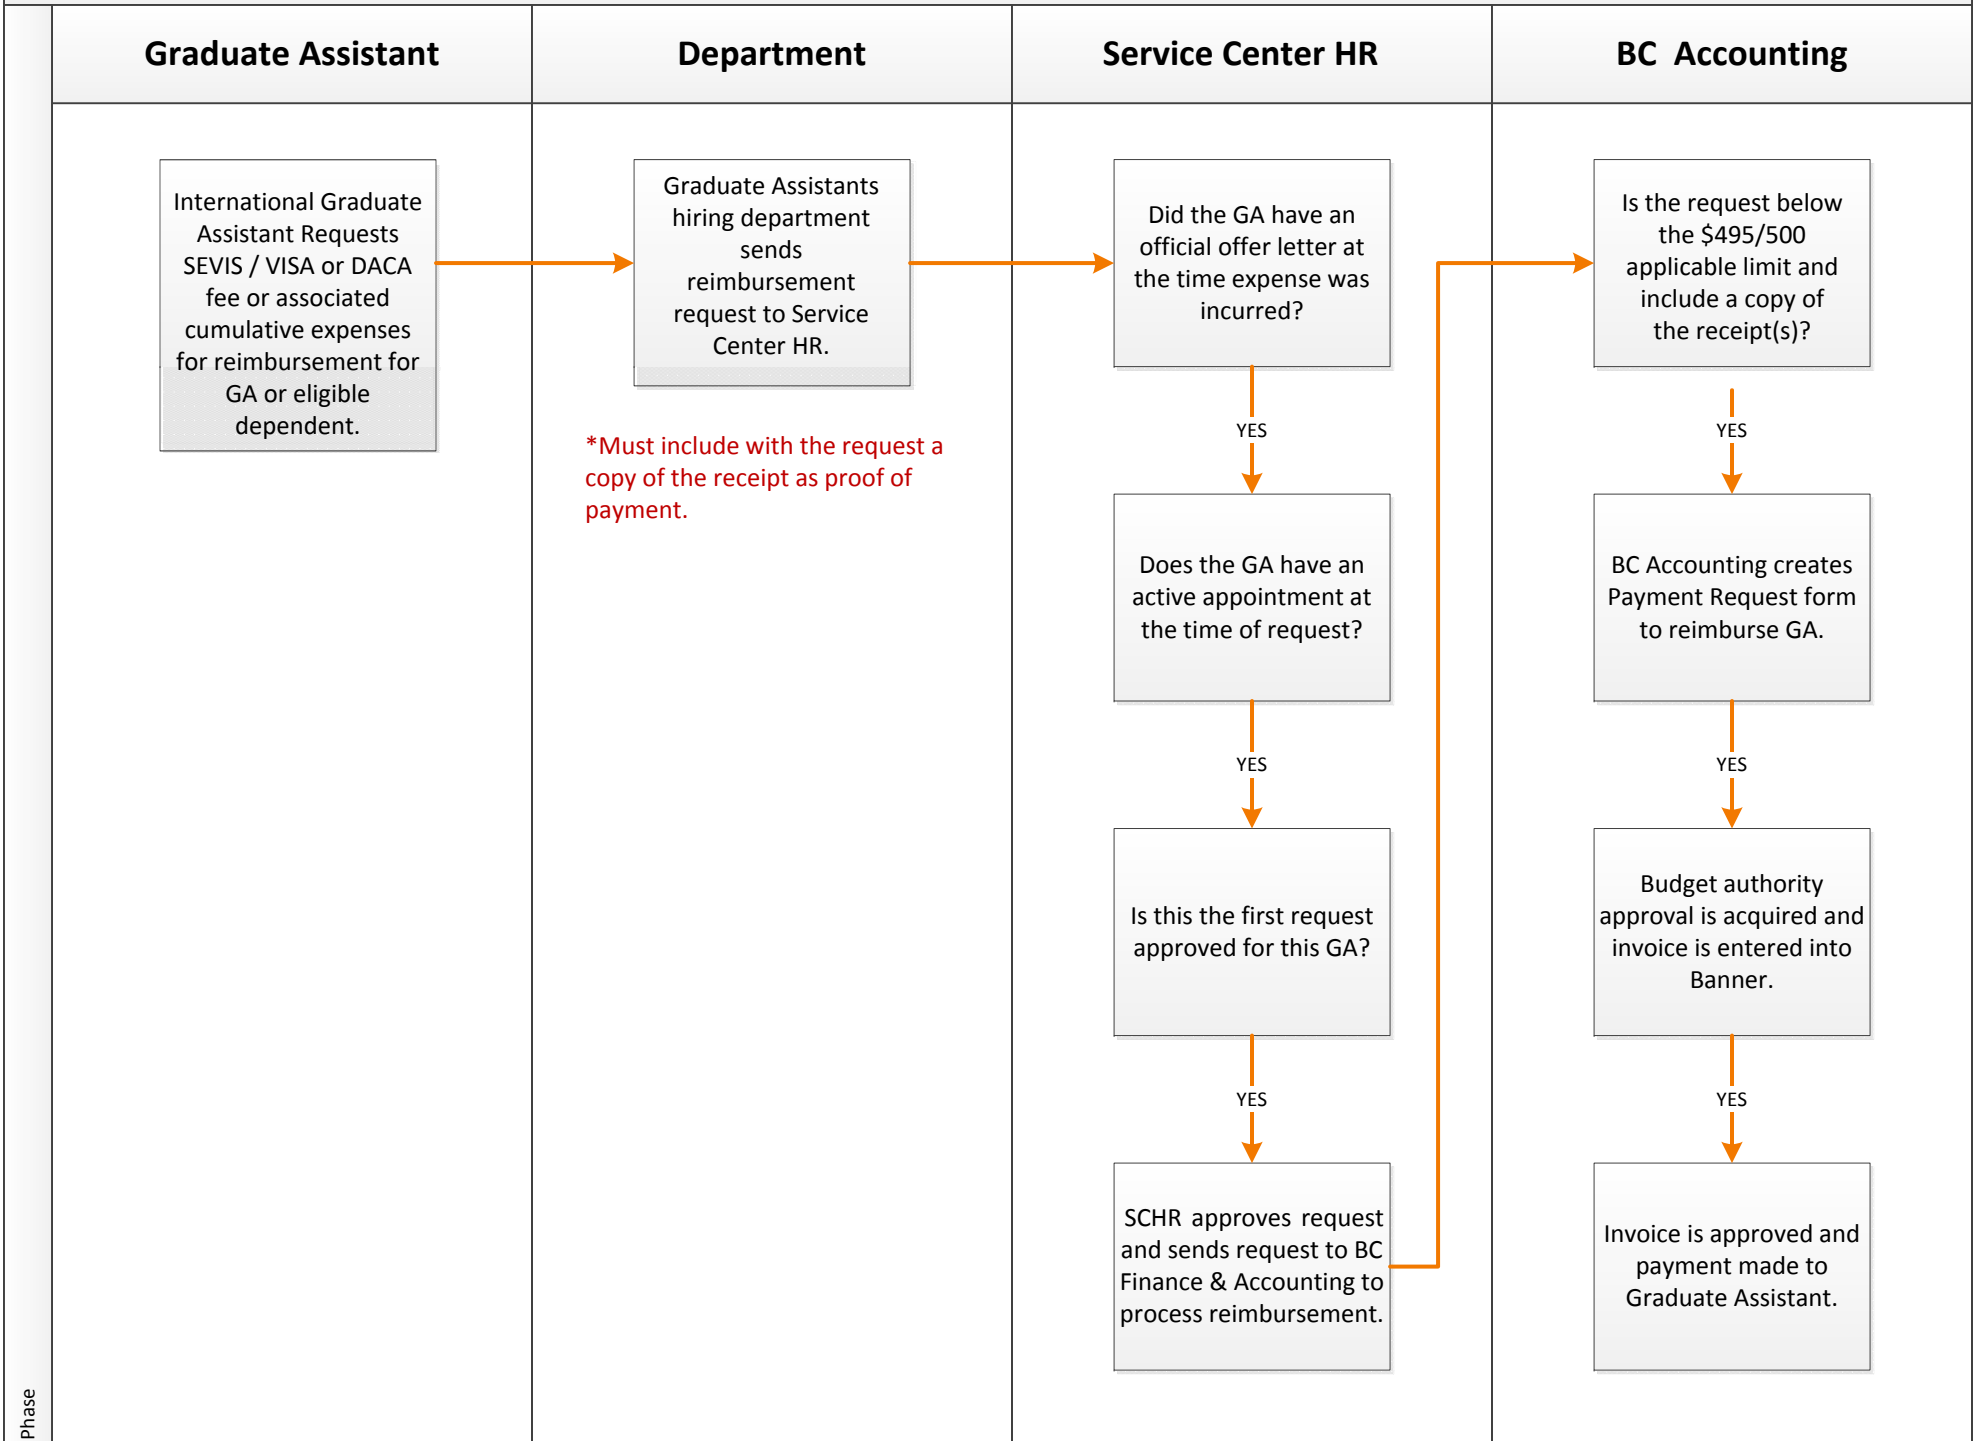 Graduate Assistant
Department
Service Center HR
BC Accounting
International Graduate
Assistant Requests
SEVIS / VISA or DACA
fee or associated
cumulative expenses
for reimbursement for
GA or eligible
dependent.
Graduate Assistants
hiring department
sends
reimbursement
request to Service
Center HR.
*Must include with the request a
copy of the receipt as proof of
payment.
Did the GA have an
official offer letter at
the time expense was
incurred?
YES
Does the GA have an
active appointment at
the time of request?
YES
Is this the first request
approved for this GA?
YES
SCHR approves request
and sends request to BC
Finance & Accounting to
process reimbursement.
Is the request below
the $495/500
applicable limit and
include a copy of
the receipt(s)?
YES
BC Accounting creates
Payment Request form
to reimburse GA.
YES
Budget authority
approval is acquired and
invoice is entered into
Banner.
YES
Invoice is approved and
payment made to
Graduate Assistant.
Phase